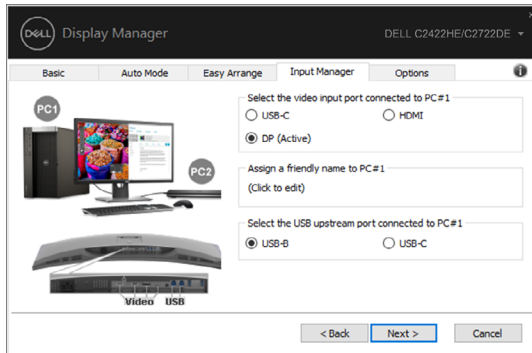 DELL Display Manager
DELL C2422HE/C2722DE
Basic
Auto Mode
Easy Arrange
Input Manager
Options
PC1
PC2
Video USB
Select the video input port connected to PC#1
USB-C
HDMI
DP (Active)
Assign a friendly name to PC#1
(Click to edit)
Select the USB upstream port connected to PC#1
USB-B
USB-C
< Back
Next >
Cancel